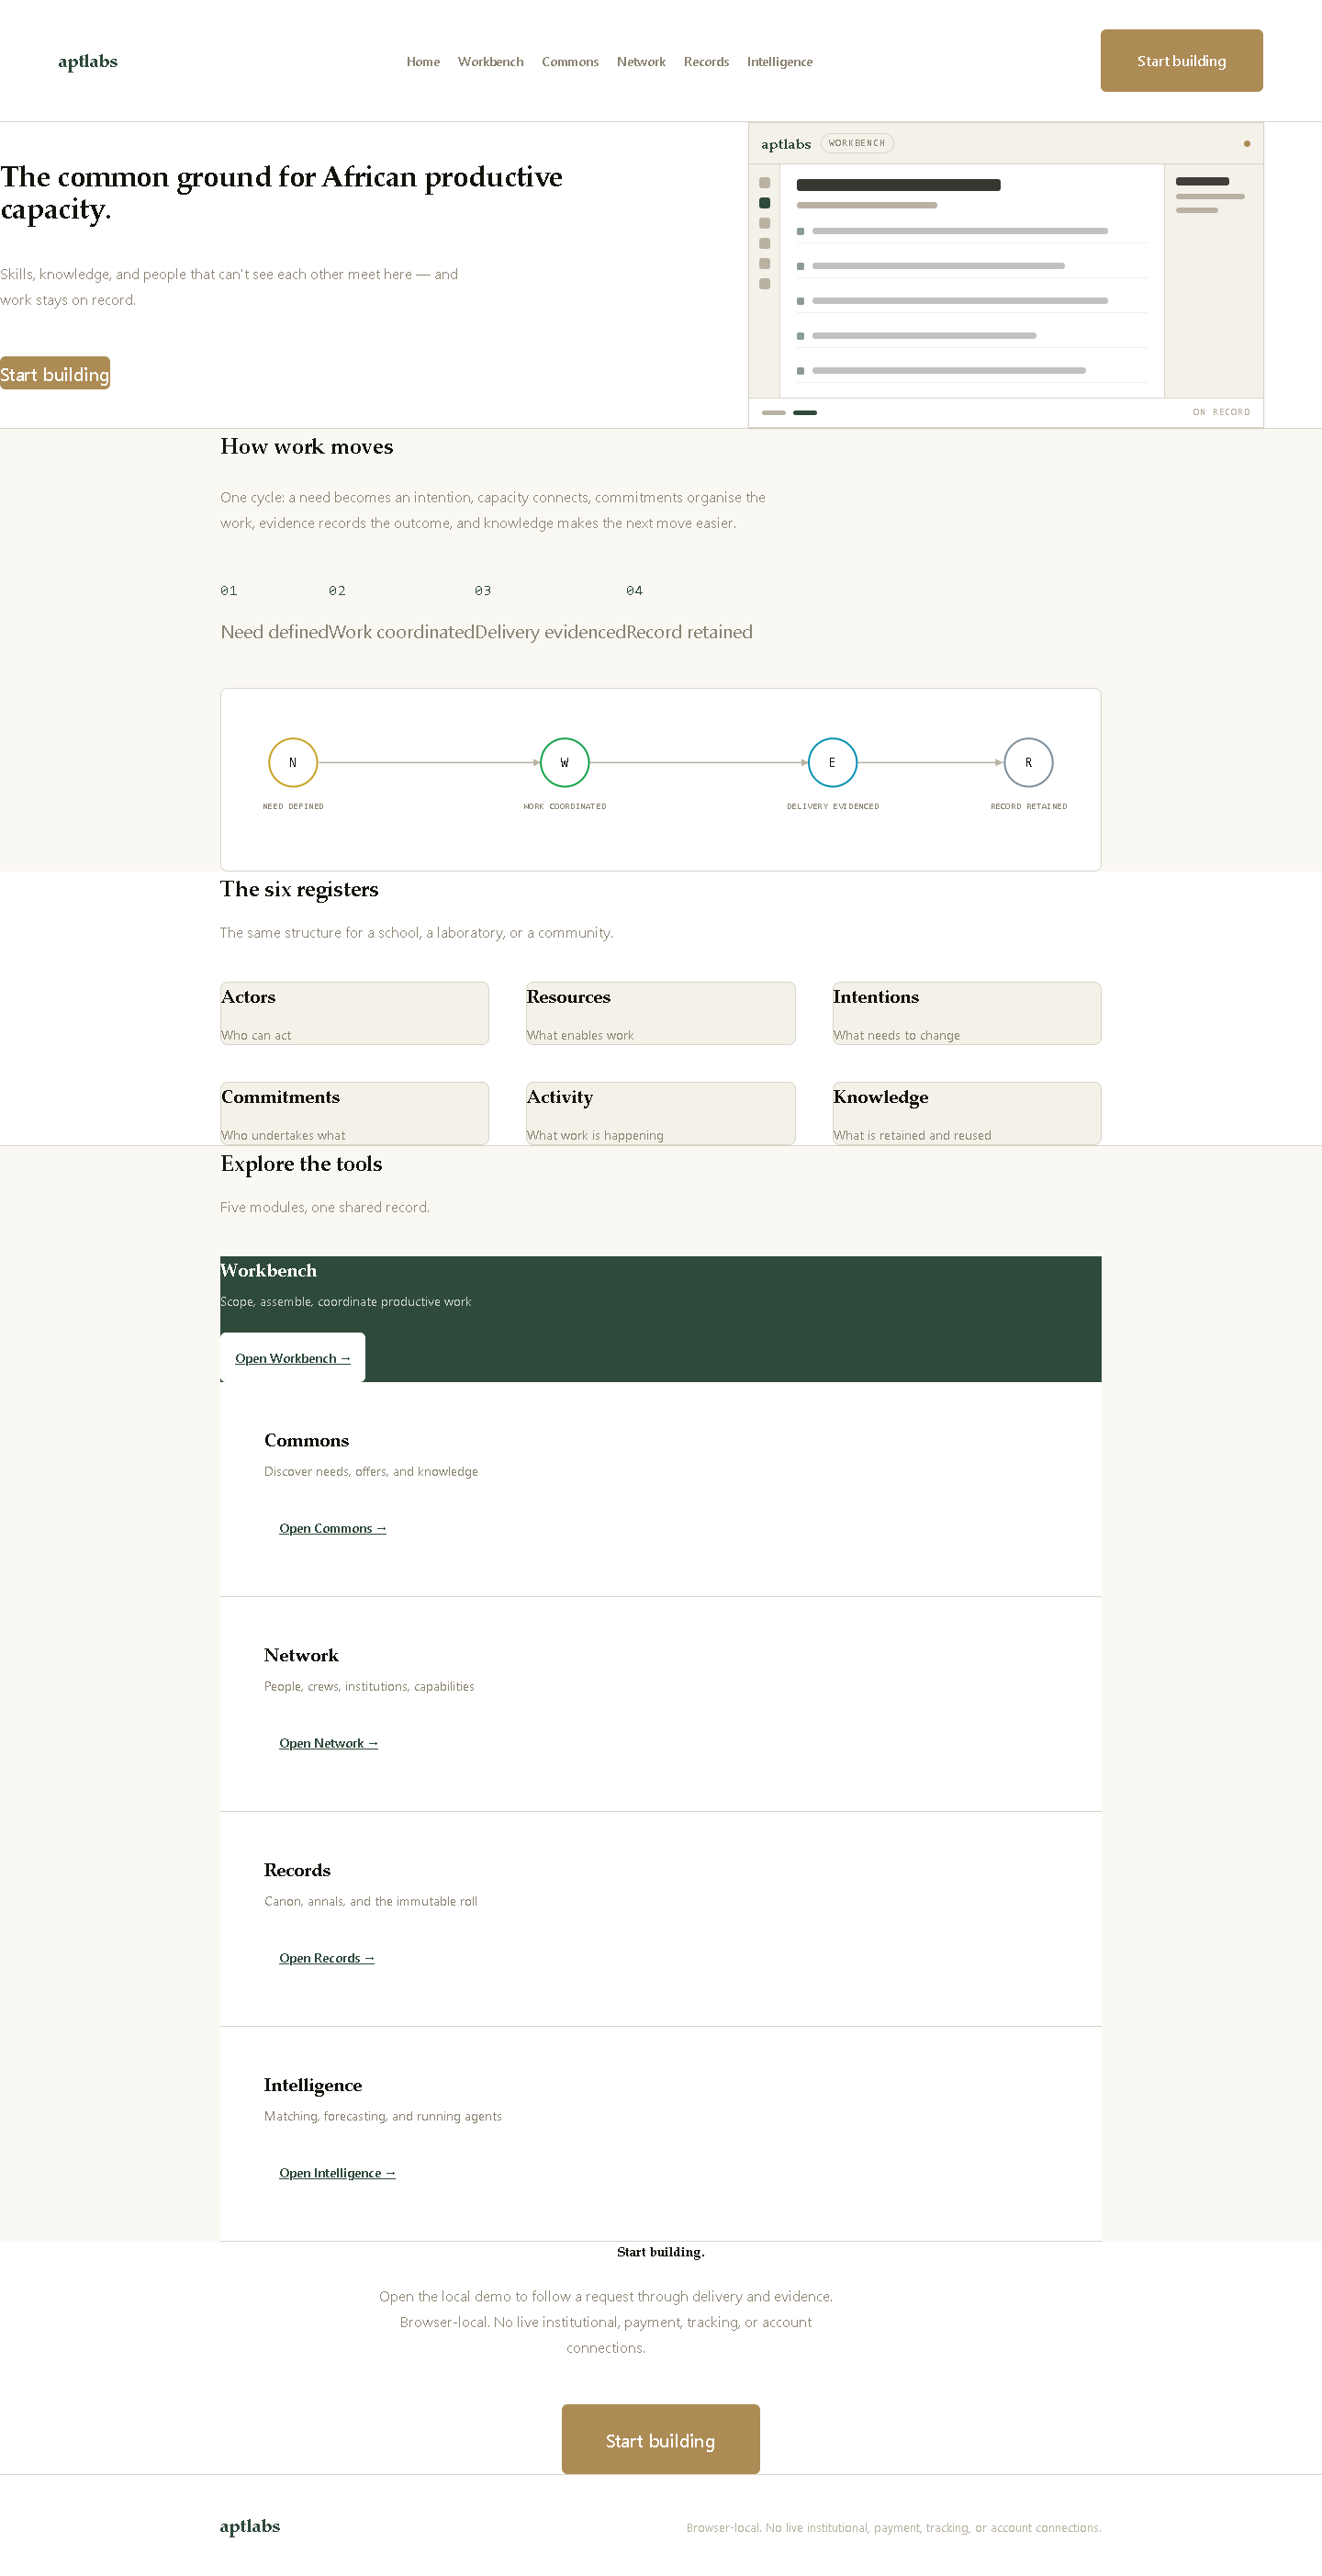 aptlabs
Home Workbench Commons Network Records Intelligence
Start building
The common ground for African productive
capacity.
Skills, knowledge, and people that can't see each other meet here — and
work stays on record.
Start building
aptlabs WORKBENCH
ON RECORD
How work moves
One cycle: a need becomes an intention, capacity connects, commitments organise the
work, evidence records the outcome, and knowledge makes the next move easier.
01 02 03 04
Need defined Work coordinated Delivery evidenced Record retained
N W E R
NEED DEFINED WORK COORDINATED DELIVERY EVIDENCED RECORD RETAINED
The six registers
The same structure for a school, a laboratory, or a community.
Actors Resources Intentions
Who can act What enables work What needs to change
Commitments Activity Knowledge
Who undertakes what What work is happening What is retained and reused
Explore the tools
Five modules, one shared record.
Workbench
Scope, assemble, coordinate productive work
Open Workbench →
Commons
Discover needs, offers, and knowledge
Open Commons →
Network
People, crews, institutions, capabilities
Open Network →
Records
Canon, annals, and the immutable roll
Open Records →
Intelligence
Matching, forecasting, and running agents
Open Intelligence →
Start building.
Open the local demo to follow a request through delivery and evidence.
Browser-local. No live institutional, payment, tracking, or account
connections.
Start building
aptlabs
Browser-local. No live institutional, payment, tracking, or account connections.